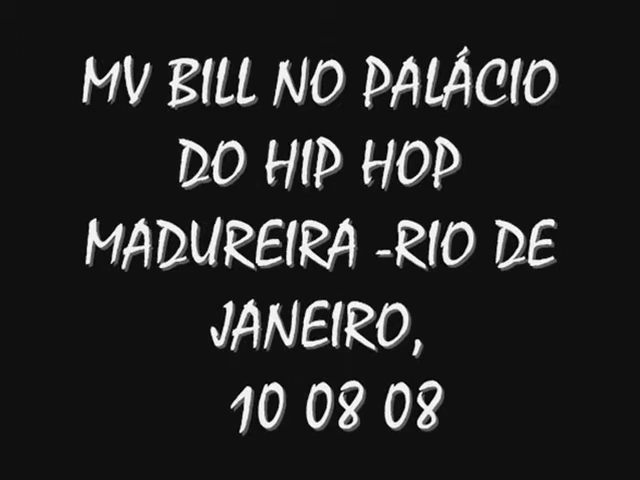 MV BILL NO PALÁCIO
DO HIP HOP
MADUREIRA -RIO DE
JANEIRO,
10 08 08